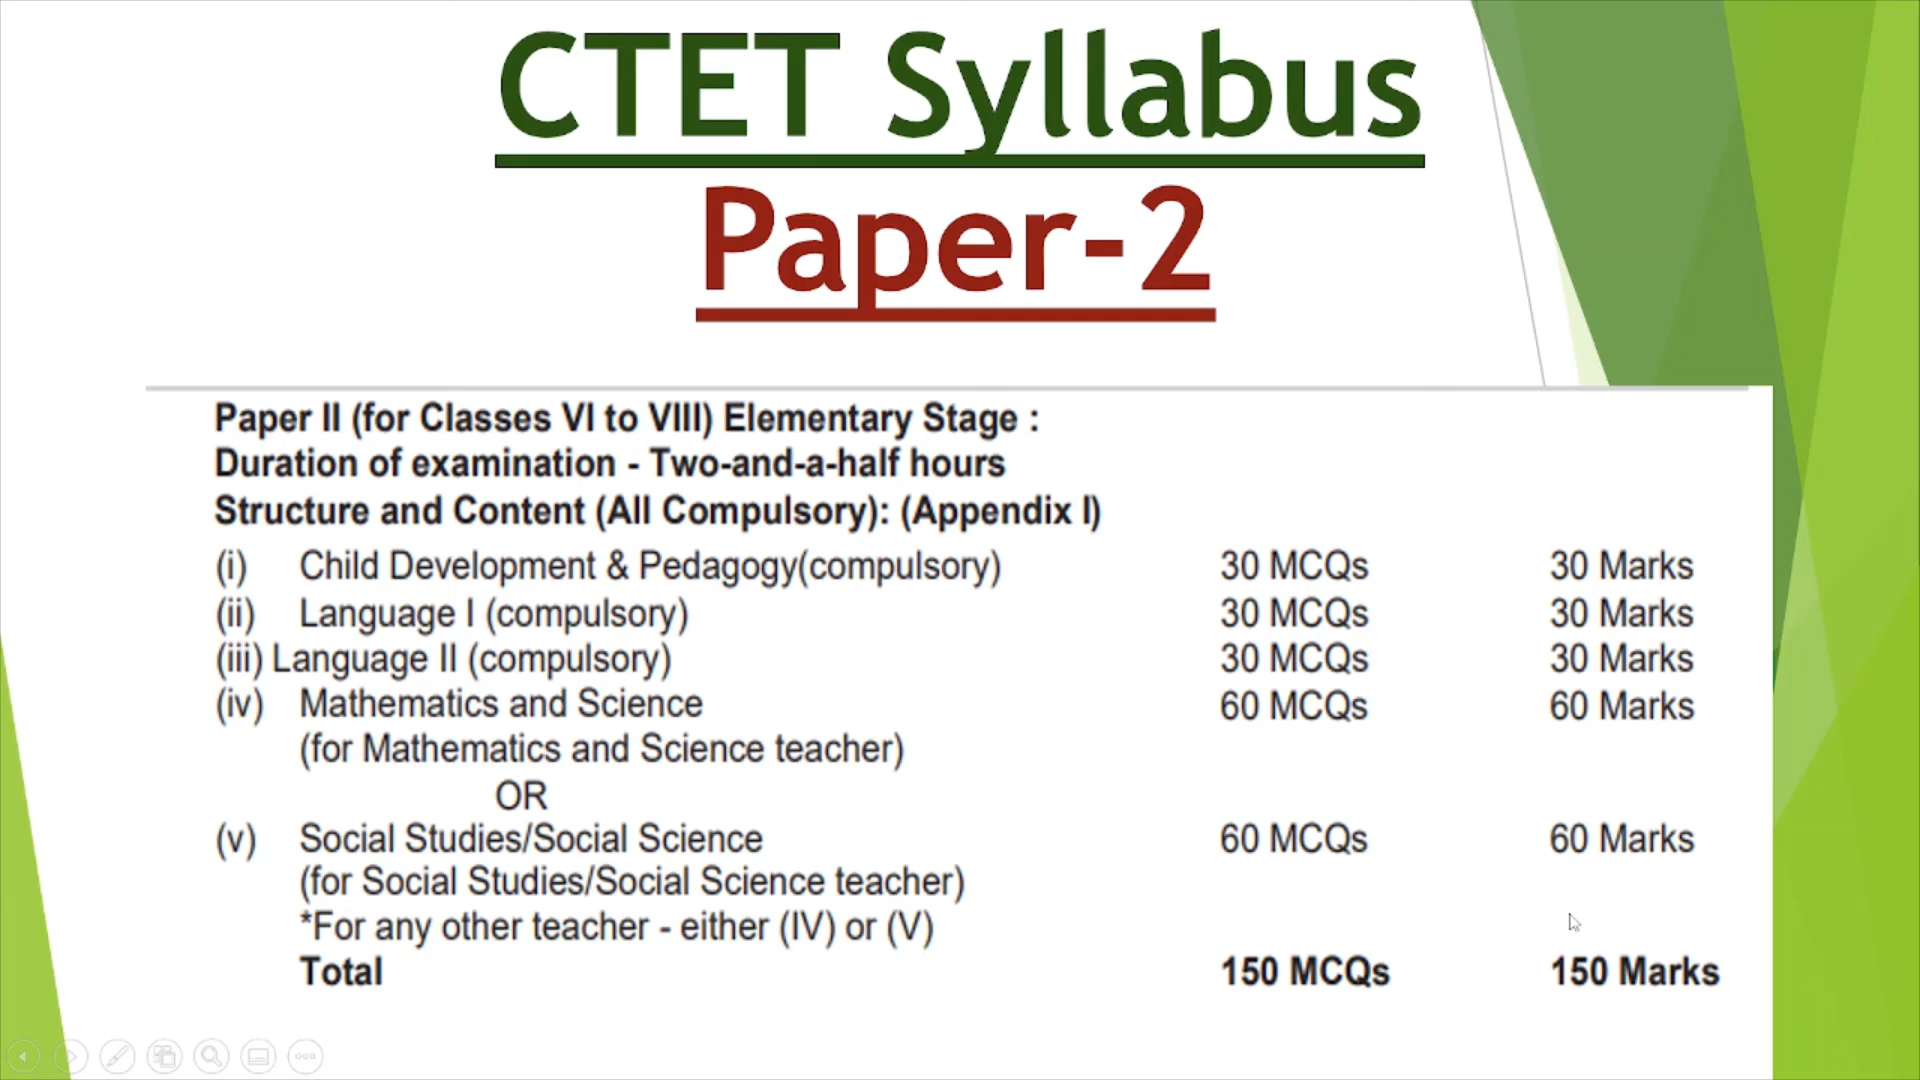 CTET Syllabus
Paper-2
Paper II (for Classes VI to VIII) Elementary Stage :
Duration of examination - Two-and-a-half hours
Structure and Content (All Compulsory): (Appendix I)
(i) Child Development & Pedagogy(compulsory) 30 MCQs 30 Marks
(ii) Language I (compulsory) 30 MCQs 30 Marks
(iii) Language II (compulsory) 30 MCQs 30 Marks
(iv) Mathematics and Science 60 MCQs 60 Marks
(for Mathematics and Science teacher)
OR
(v) Social Studies/Social Science 60 MCQs 60 Marks
(for Social Studies/Social Science teacher)
*For any other teacher - either (IV) or (V)
Total 150 MCQs 150 Marks